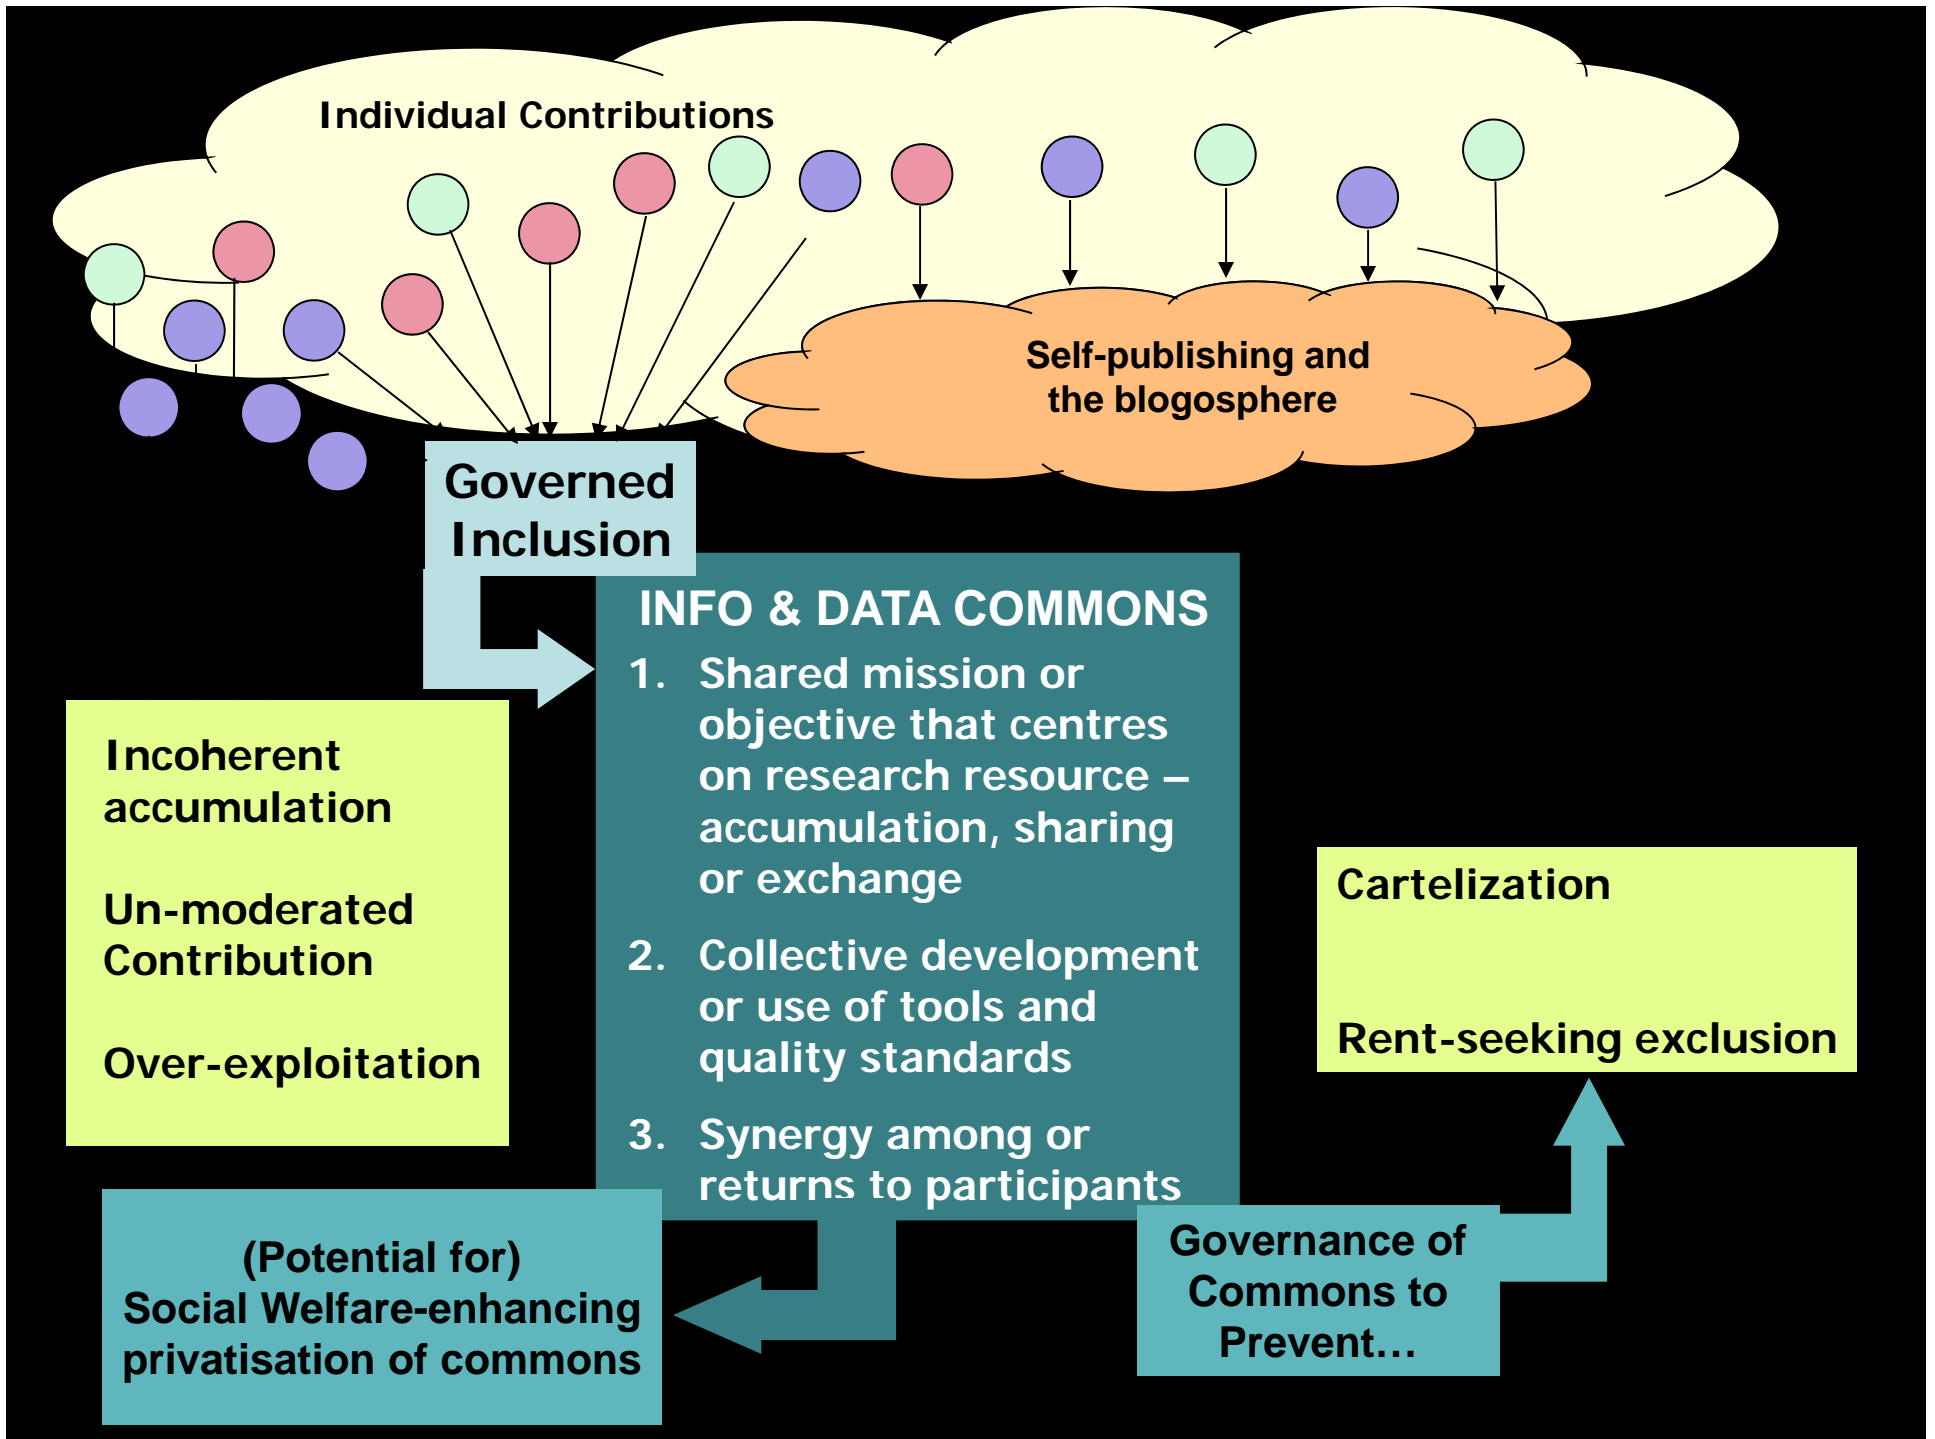 Individual Contributions
Self-publishing and
the blogosphere
Governed
Inclusion
INFO & DATA COMMONS
1. Shared mission or
objective that centres
on research resource –
accumulation, sharing
or exchange
2. Collective development
or use of tools and
quality standards
3. Synergy among or
returns to participants
Incoherent
accumulation
Un-moderated
Contribution
Over-exploitation
Cartelization
Rent-seeking exclusion
(Potential for)
Social Welfare-enhancing
privatisation of commons
Governance of
Commons to
Prevent…